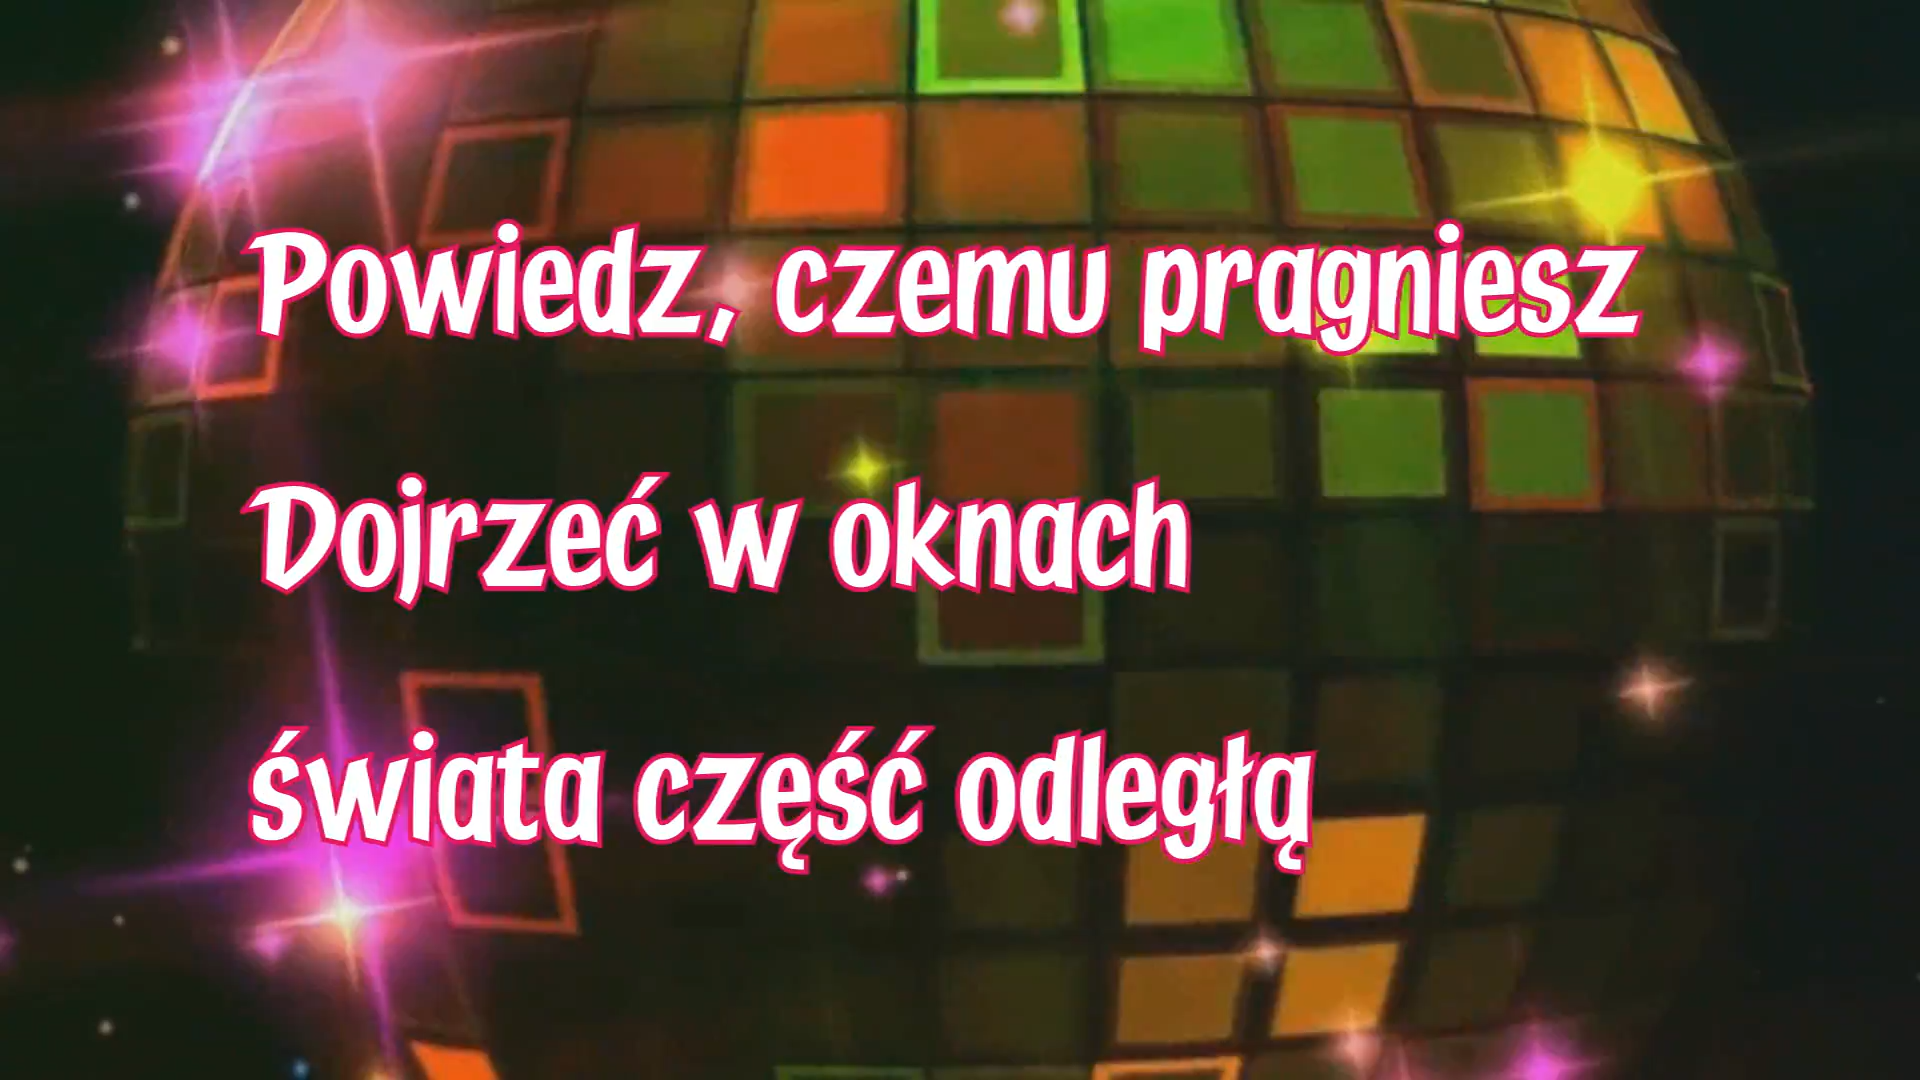 Powiedz, czemu pragniesz
Dojrzeć w oknach
świata część odległą